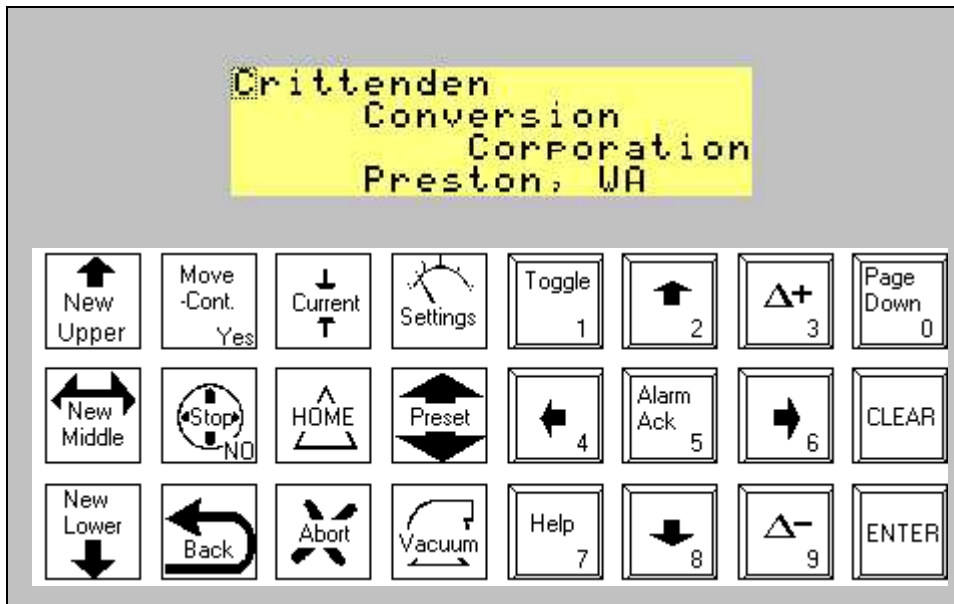 Crittenden
Conversion
Corporation
Preston, WA
New
Upper
Move
-Cont.
Yes
Current
Settings
Toggle
1
2
Δ+
3
Page
Down
0
New
Middle
Stop
NO
HOME
Preset
4
Alarm
Ack
5
6
CLEAR
New
Lower
Back
Abort
Vacuum
Help
7
8
Δ-
9
ENTER